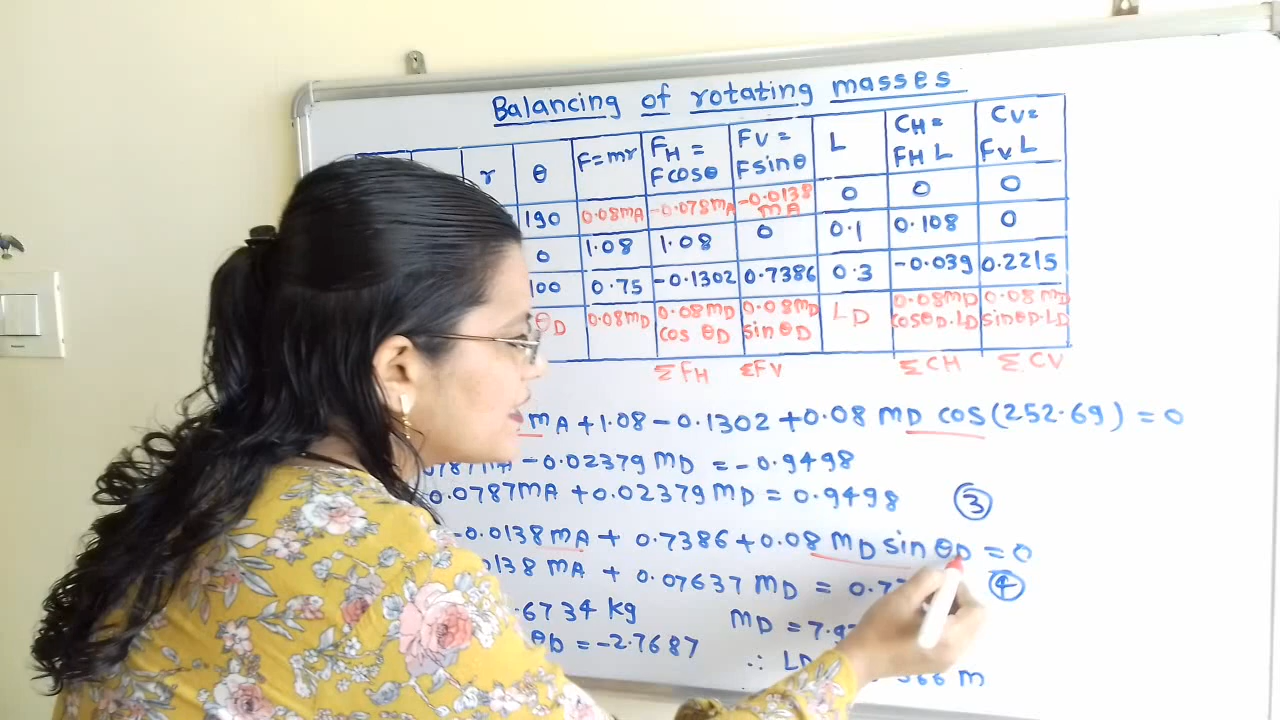 Balancing of rotating masses
r θ F=mr FH = Fcosθ FV = Fsinθ L CH = FH L CV= FV L
190 0.08mA -0.078mA -0.0138 mA 0 0 0
0 1.08 1.08 0 0.1 0.108 0
100 0.75 -0.1302 0.7386 0.3 -0.039 0.2215
θD 0.08mD 0.08mD cos θD 0.08mD sin θD LD 0.08mD cosθD.LD 0.08 mD sinθD.LD
ΣFH ΣFV ΣCH ΣCV
mA +1.08 - 0.1302 +0.08 mD cos(252.69) = 0
- 0.02379 mD = -0.9498
0.0787mA + 0.02379 mD = 0.9498 ③
-0.0138 mA + 0.7386 + 0.08 mD sin θD = 0
mA + 0.07637 mD = ④
.6734 kg mD =
θD = -2.7687 ∴ m